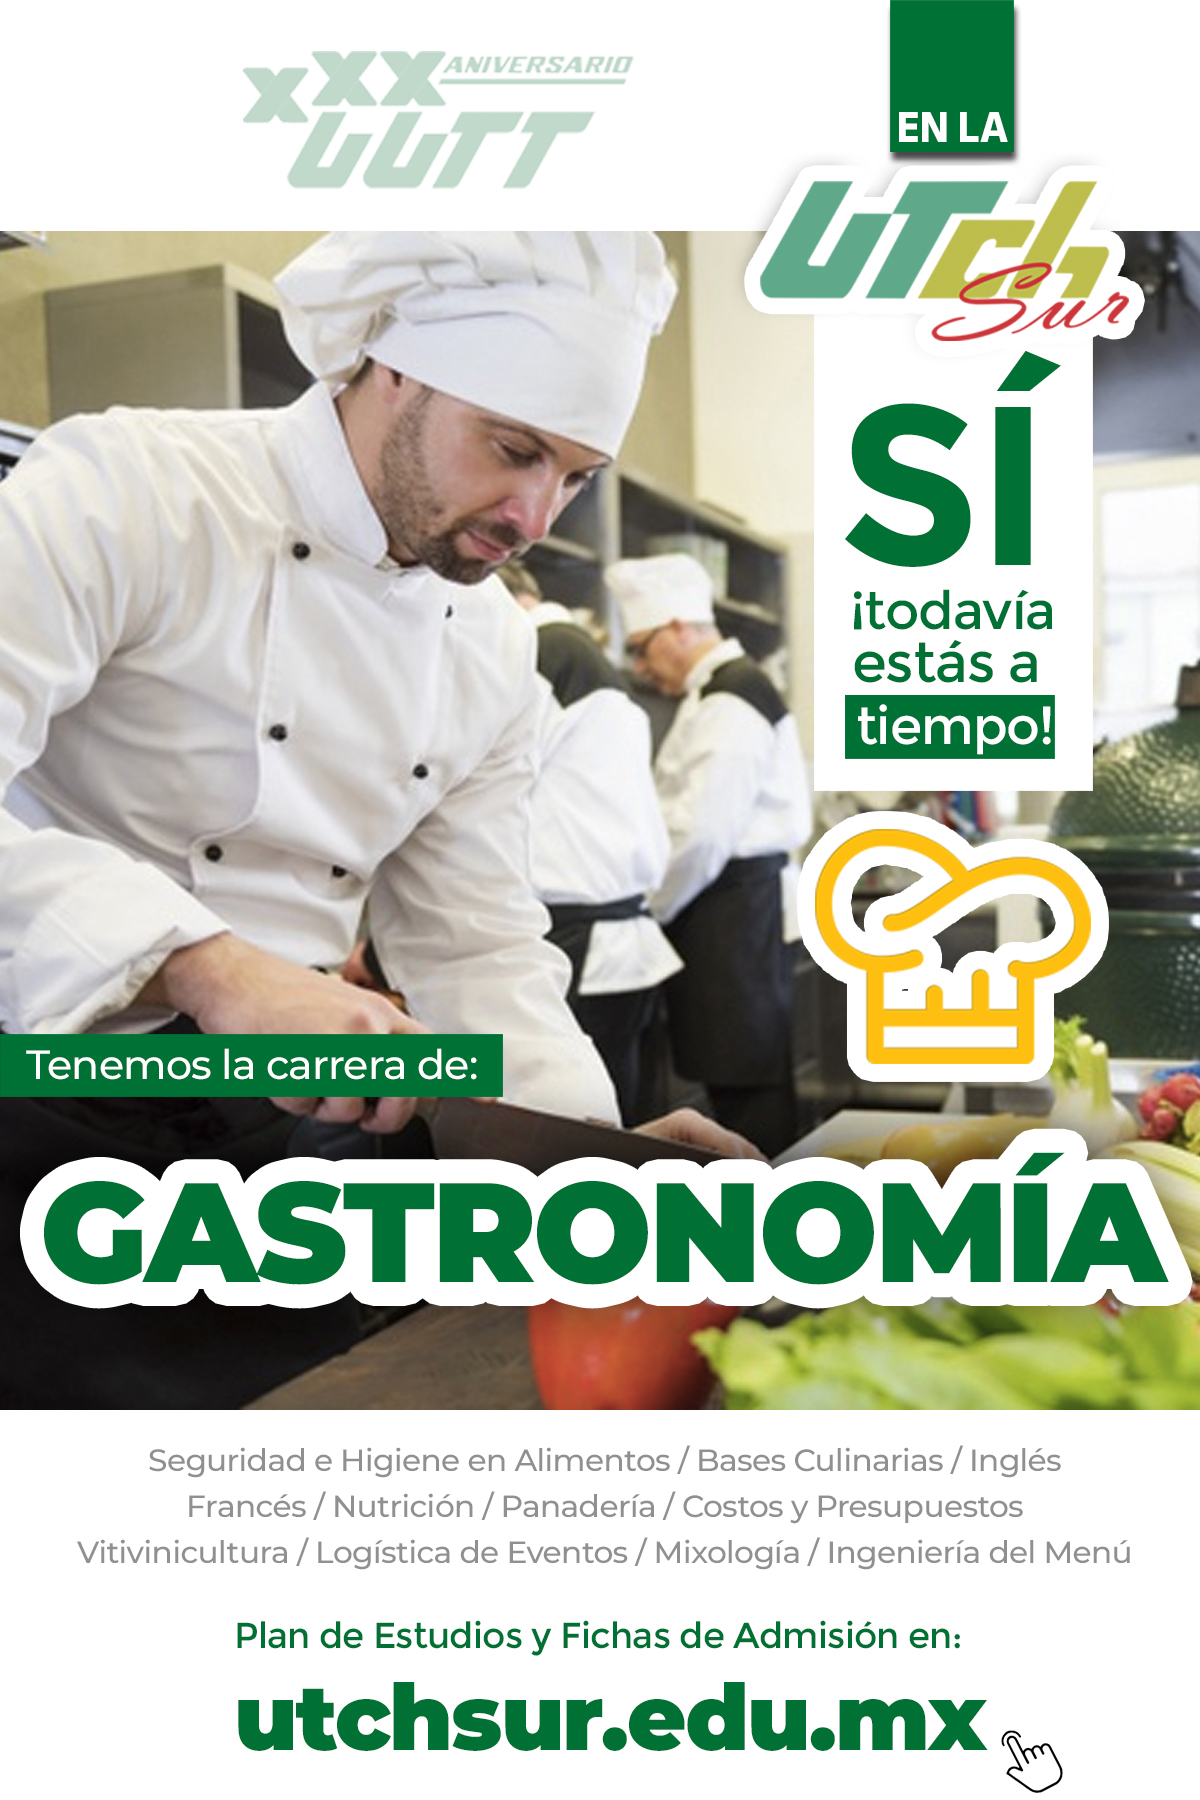 XXX ANIVERSARIO
UUTT
EN LA
UTch
Sur
SÍ
¡todavía
estás a
tiempo!
Tenemos la carrera de:
GASTRONOMÍA
Seguridad e Higiene en Alimentos / Bases Culinarias / Inglés
Francés / Nutrición / Panadería / Costos y Presupuestos
Vitivinicultura / Logística de Eventos / Mixología / Ingeniería del Menú
Plan de Estudios y Fichas de Admisión en:
utchsur.edu.mx